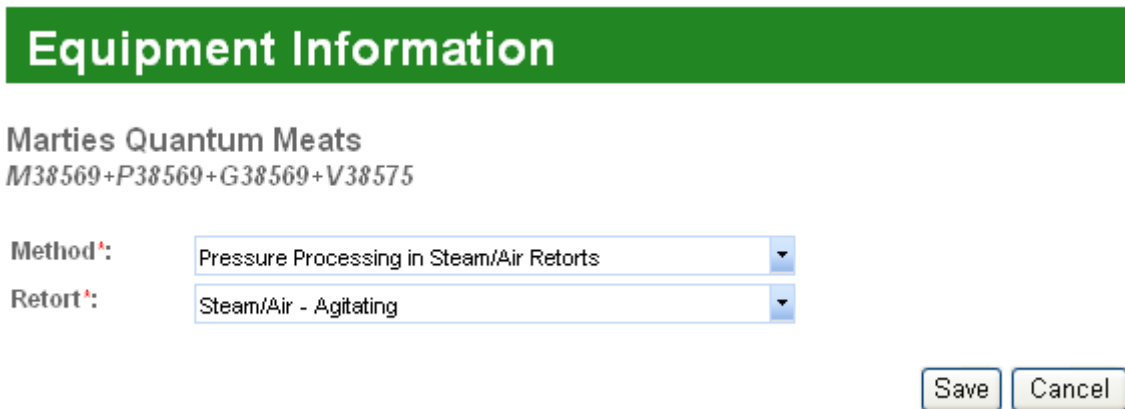 Equipment Information
Marties Quantum Meats
M38569+P38569+G38569+V38575
Method*: Pressure Processing in Steam/Air Retorts
Retort*: Steam/Air - Agitating
Save Cancel